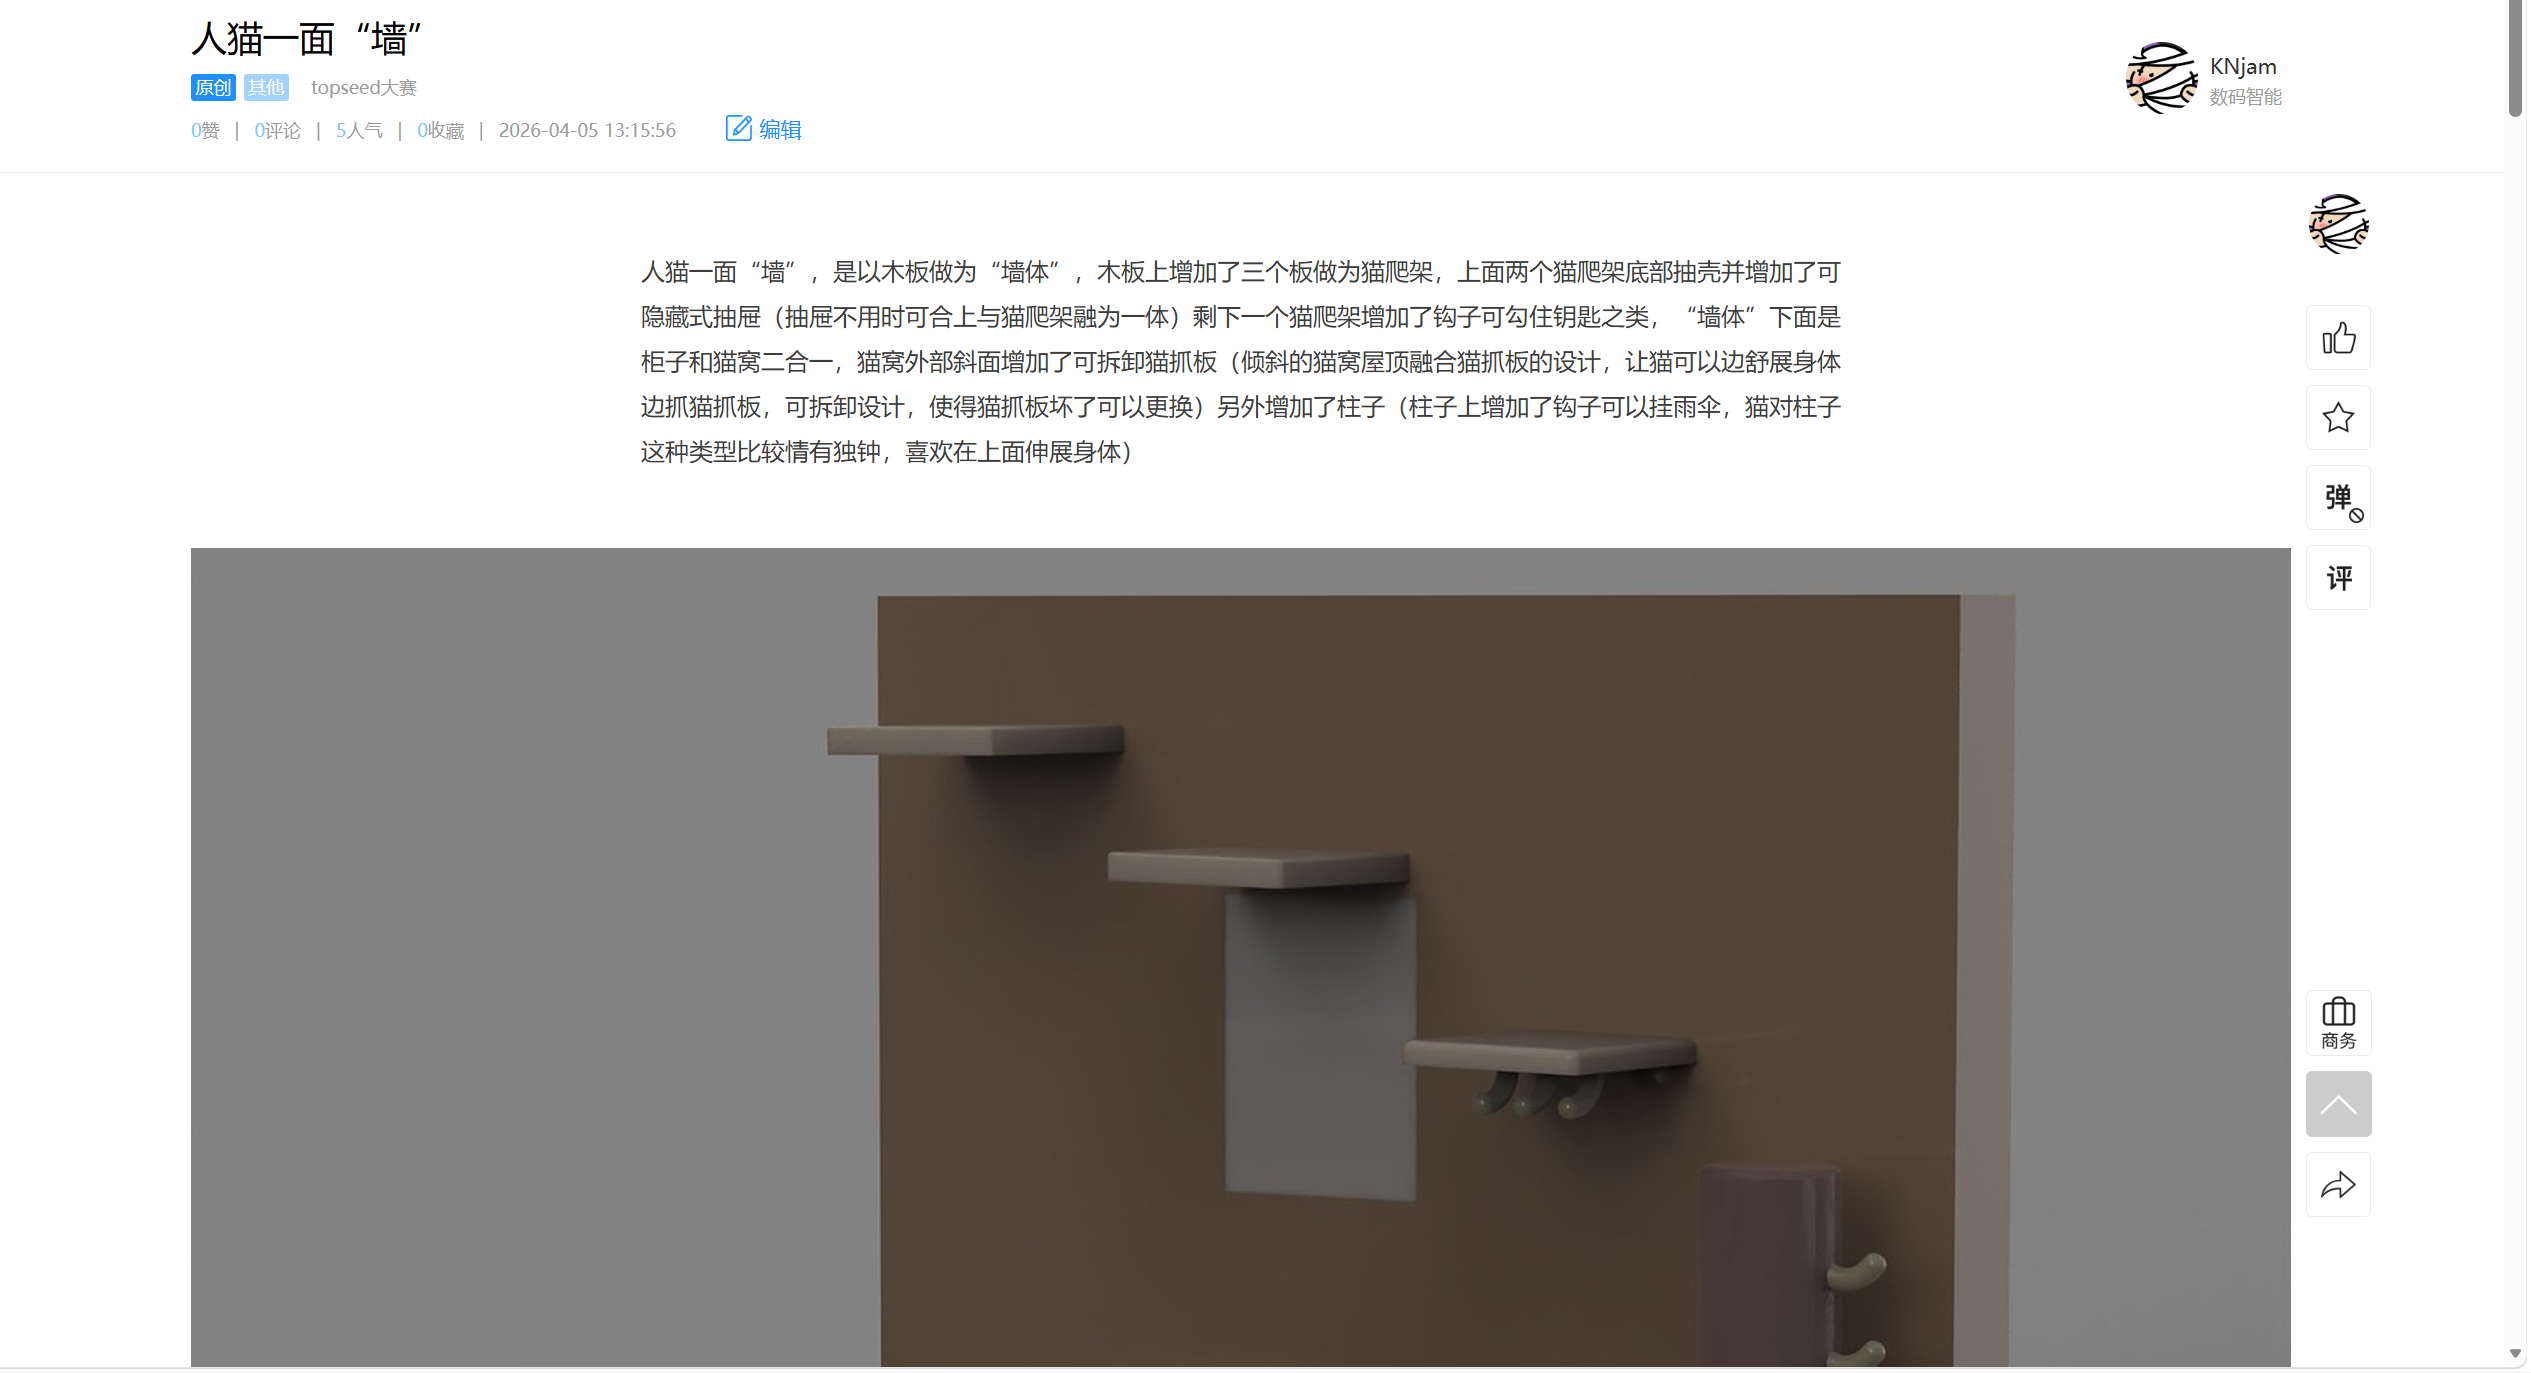 人猫一面“墙”
原创 其他 topseed大赛
0赞 | 0评论 | 5人气 | 0收藏 | 2026-04-05 13:15:56 编辑
KNjam
数码智能
人猫一面“墙”，是以木板做为“墙体”，木板上增加了三个板做为猫爬架，上面两个猫爬架底部抽壳并增加了可
隐藏式抽屉（抽屉不用时可合上与猫爬架融为一体）剩下一个猫爬架增加了钩子可勾住钥匙之类，“墙体”下面是
柜子和猫窝二合一，猫窝外部斜面增加了可拆卸猫抓板（倾斜的猫窝屋顶融合猫抓板的设计，让猫可以边舒展身体
边抓猫抓板，可拆卸设计，使得猫抓板坏了可以更换）另外增加了柱子（柱子上增加了钩子可以挂雨伞，猫对柱子
这种类型比较情有独钟，喜欢在上面伸展身体）
弹
评
商务